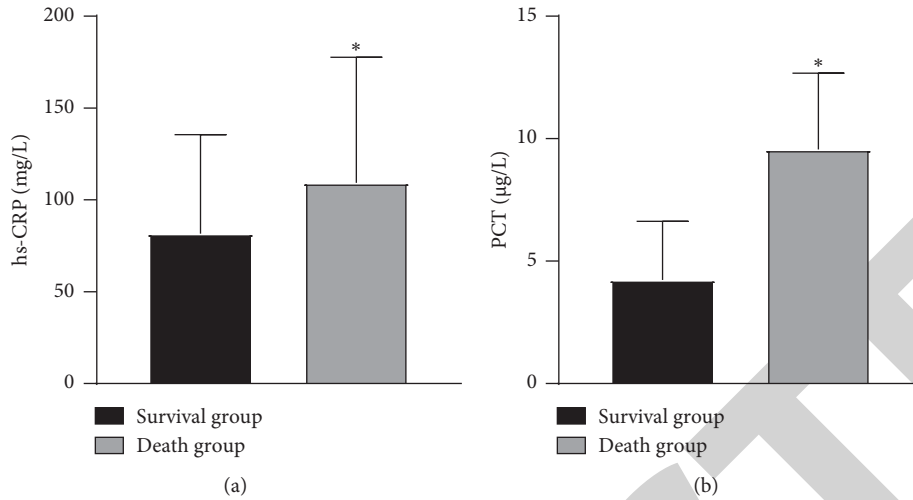 200
150
100
50
0
hs-CRP (mg/L)
*
Survival group
Death group
(a)
15
10
5
0
PCT (μg/L)
*
Survival group
Death group
(b)